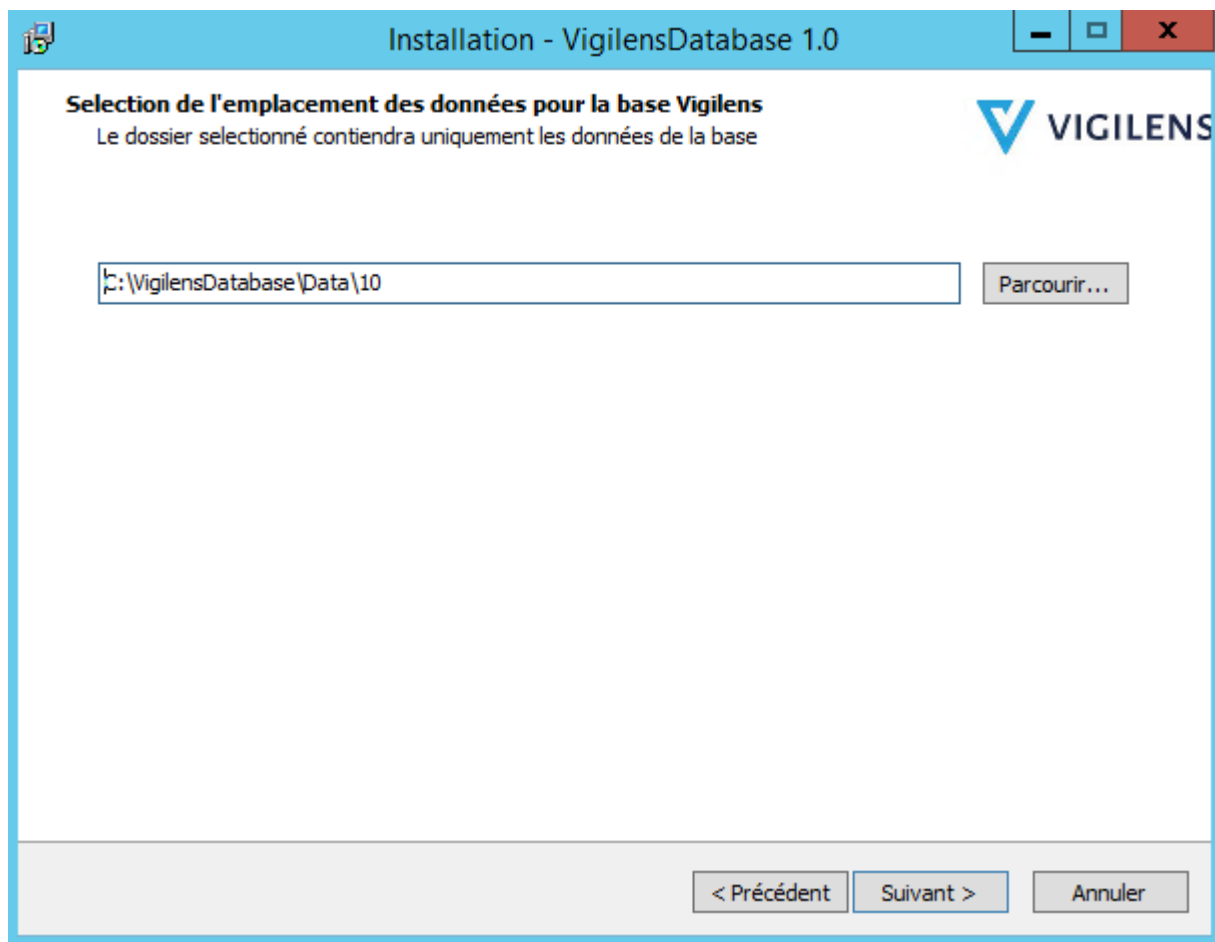 Installation - VigilensDatabase 1.0
Selection de l'emplacement des données pour la base Vigilens
Le dossier selectionné contiendra uniquement les données de la base
VIGILENS
C:\VigilensDatabase\Data\10
Parcourir...
< Précédent
Suivant >
Annuler